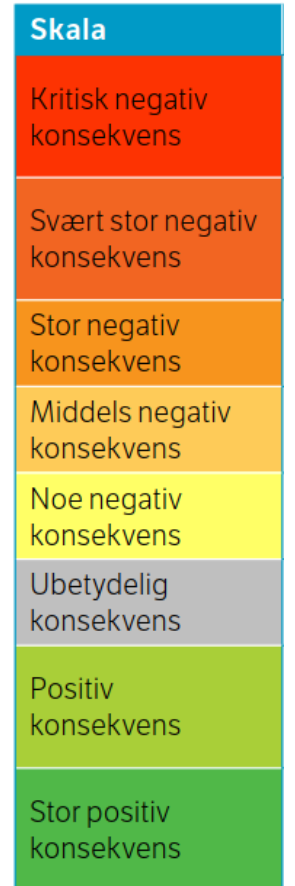 Skala
Kritisk negativ
konsekvens
Svært stor negativ
konsekvens
Stor negativ
konsekvens
Middels negativ
konsekvens
Noe negativ
konsekvens
Ubetydelig
konsekvens
Positiv
konsekvens
Stor positiv
konsekvens